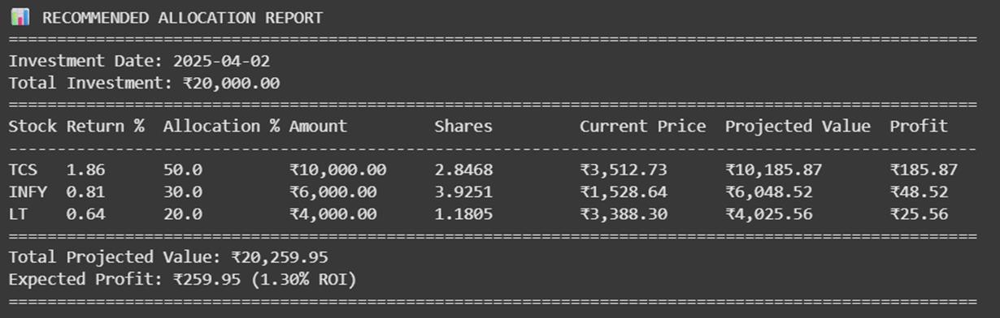 📊 RECOMMENDED ALLOCATION REPORT
====================================================================================================
Investment Date: 2025-04-02
Total Investment: ₹20,000.00
====================================================================================================
Stock Return %  Allocation % Amount         Shares         Current Price  Projected Value  Profit
----------------------------------------------------------------------------------------------------
TCS   1.86      50.0         ₹10,000.00     2.8468         ₹3,512.73      ₹10,185.87       ₹185.87
INFY  0.81      30.0         ₹6,000.00      3.9251         ₹1,528.64      ₹6,048.52        ₹48.52
LT    0.64      20.0         ₹4,000.00      1.1805         ₹3,388.30      ₹4,025.56        ₹25.56
====================================================================================================
Total Projected Value: ₹20,259.95
Expected Profit: ₹259.95 (1.30% ROI)
====================================================================================================